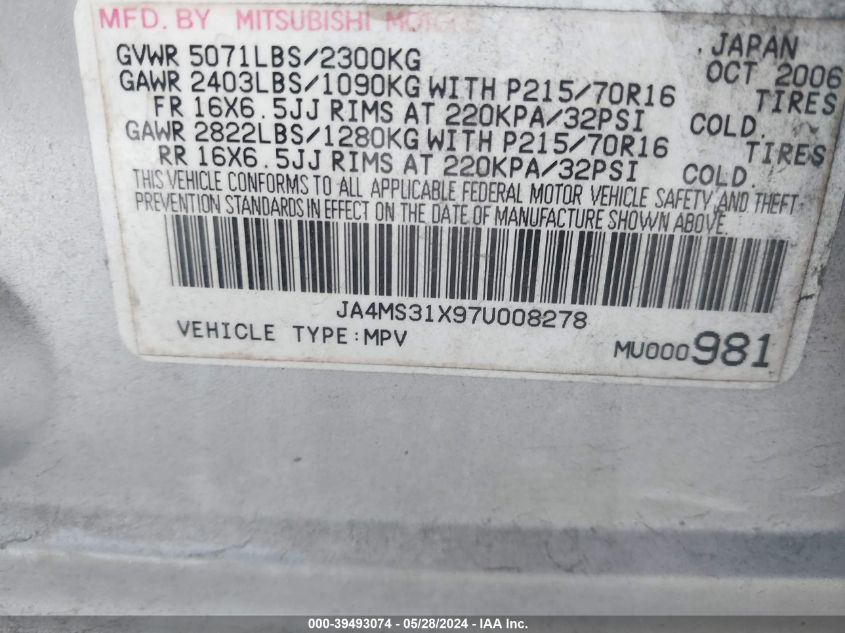 MFD. BY MITSUBISHI MOTORS
JAPAN
GVWR 5071LBS/2300KG OCT 2006
GAWR 2403LBS/1090KG WITH P215/70R16 TIRES
FR 16X6.5JJ RIMS AT 220KPA/32PSI COLD.
GAWR 2822LBS/1280KG WITH P215/70R16 TIRES
RR 16X6.5JJ RIMS AT 220KPA/32PSI COLD.
THIS VEHICLE CONFORMS TO ALL APPLICABLE FEDERAL MOTOR VEHICLE SAFETY AND THEFT
PREVENTION STANDARDS IN EFFECT ON THE DATE OF MANUFACTURE SHOWN ABOVE.
JA4MS31X97U008278
VEHICLE TYPE:MPV MU000981
000-39493074 - 05/28/2024 - IAA Inc.